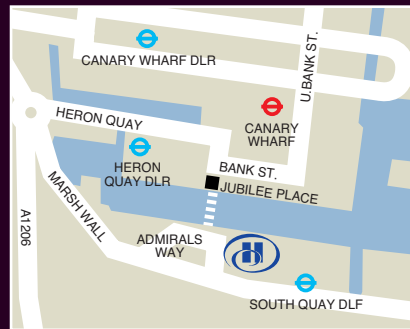 CANARY WHARF DLR
U.BANK ST.
HERON QUAY
CANARY
WHARF
HERON
QUAY DLR
BANK ST.
JUBILEE PLACE
MARSH WALL
A1206
ADMIRALS
WAY
H
SOUTH QUAY DLF